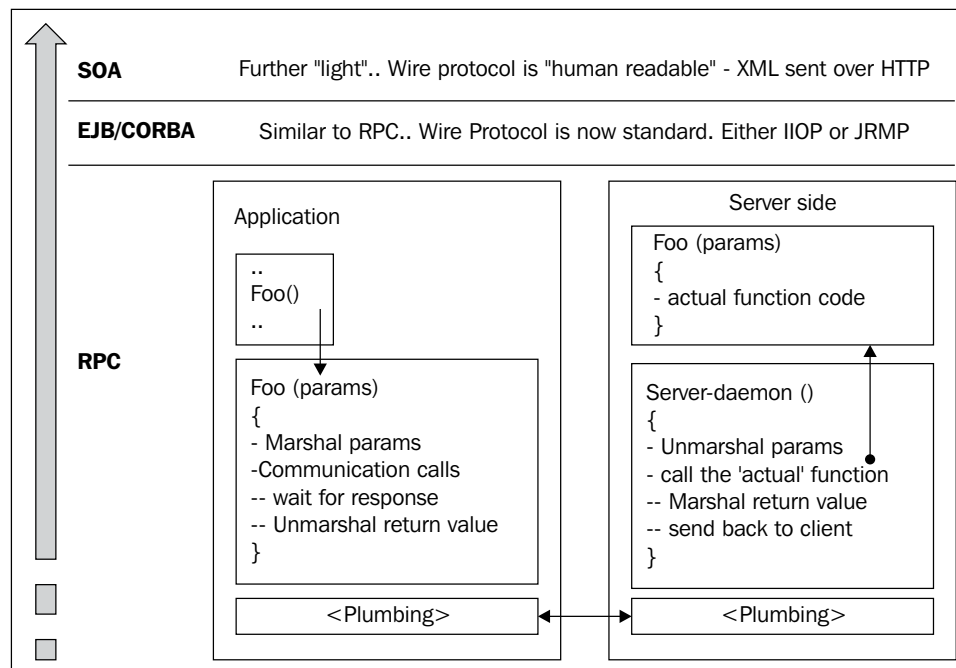 SOA Further "light".. Wire protocol is "human readable" - XML sent over HTTP
EJB/CORBA Similar to RPC.. Wire Protocol is now standard. Either IIOP or JRMP
RPC
Application
..
Foo()
..
Foo (params)
{
- Marshal params
-Communication calls
-- wait for response
-- Unmarshal return value
}
<Plumbing>
Server side
Foo (params)
{
- actual function code
}
Server-daemon ()
{
- Unmarshal params
- call the 'actual' function
-- Marshal return value
-- send back to client
}
<Plumbing>